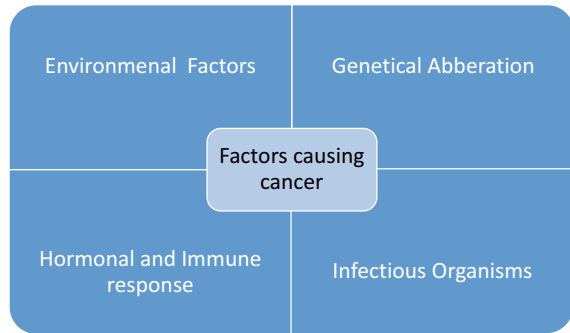 Environmenal Factors
Genetical Abberation
Factors causing
cancer
Hormonal and Immune
response
Infectious Organisms